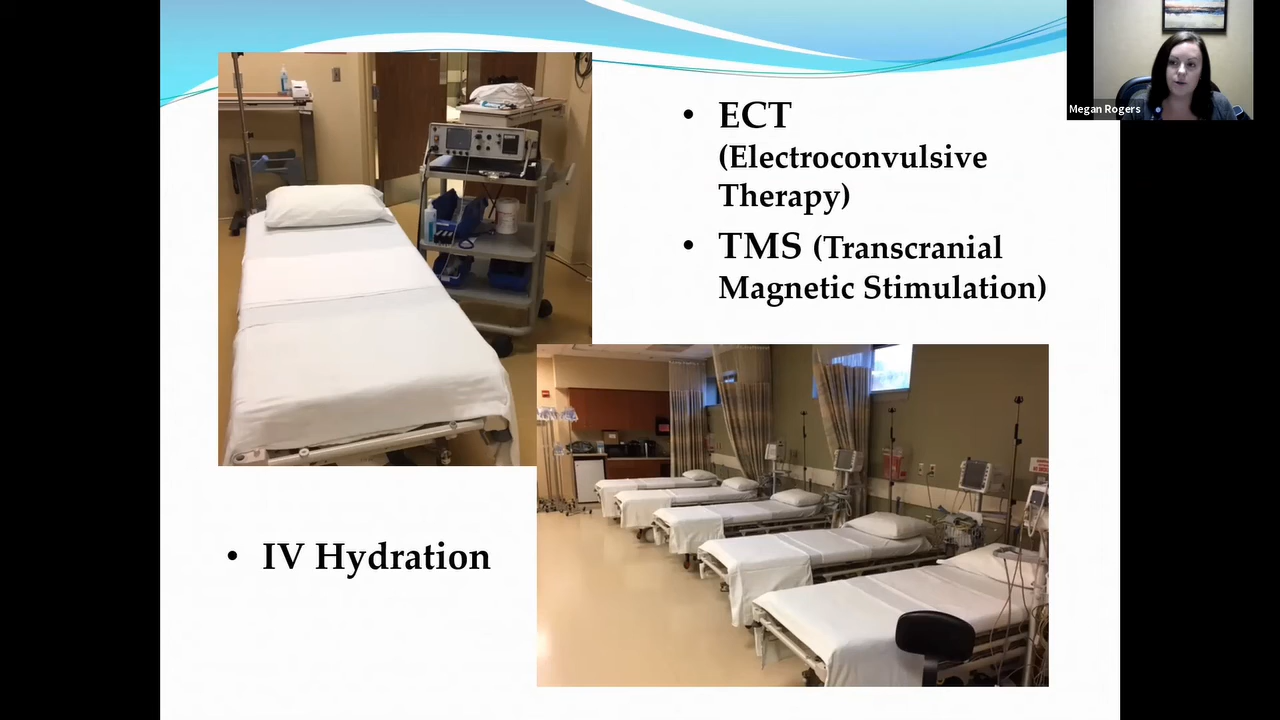 • ECT
(Electroconvulsive
Therapy)
• TMS (Transcranial
Magnetic Stimulation)
• IV Hydration
Megan Rogers